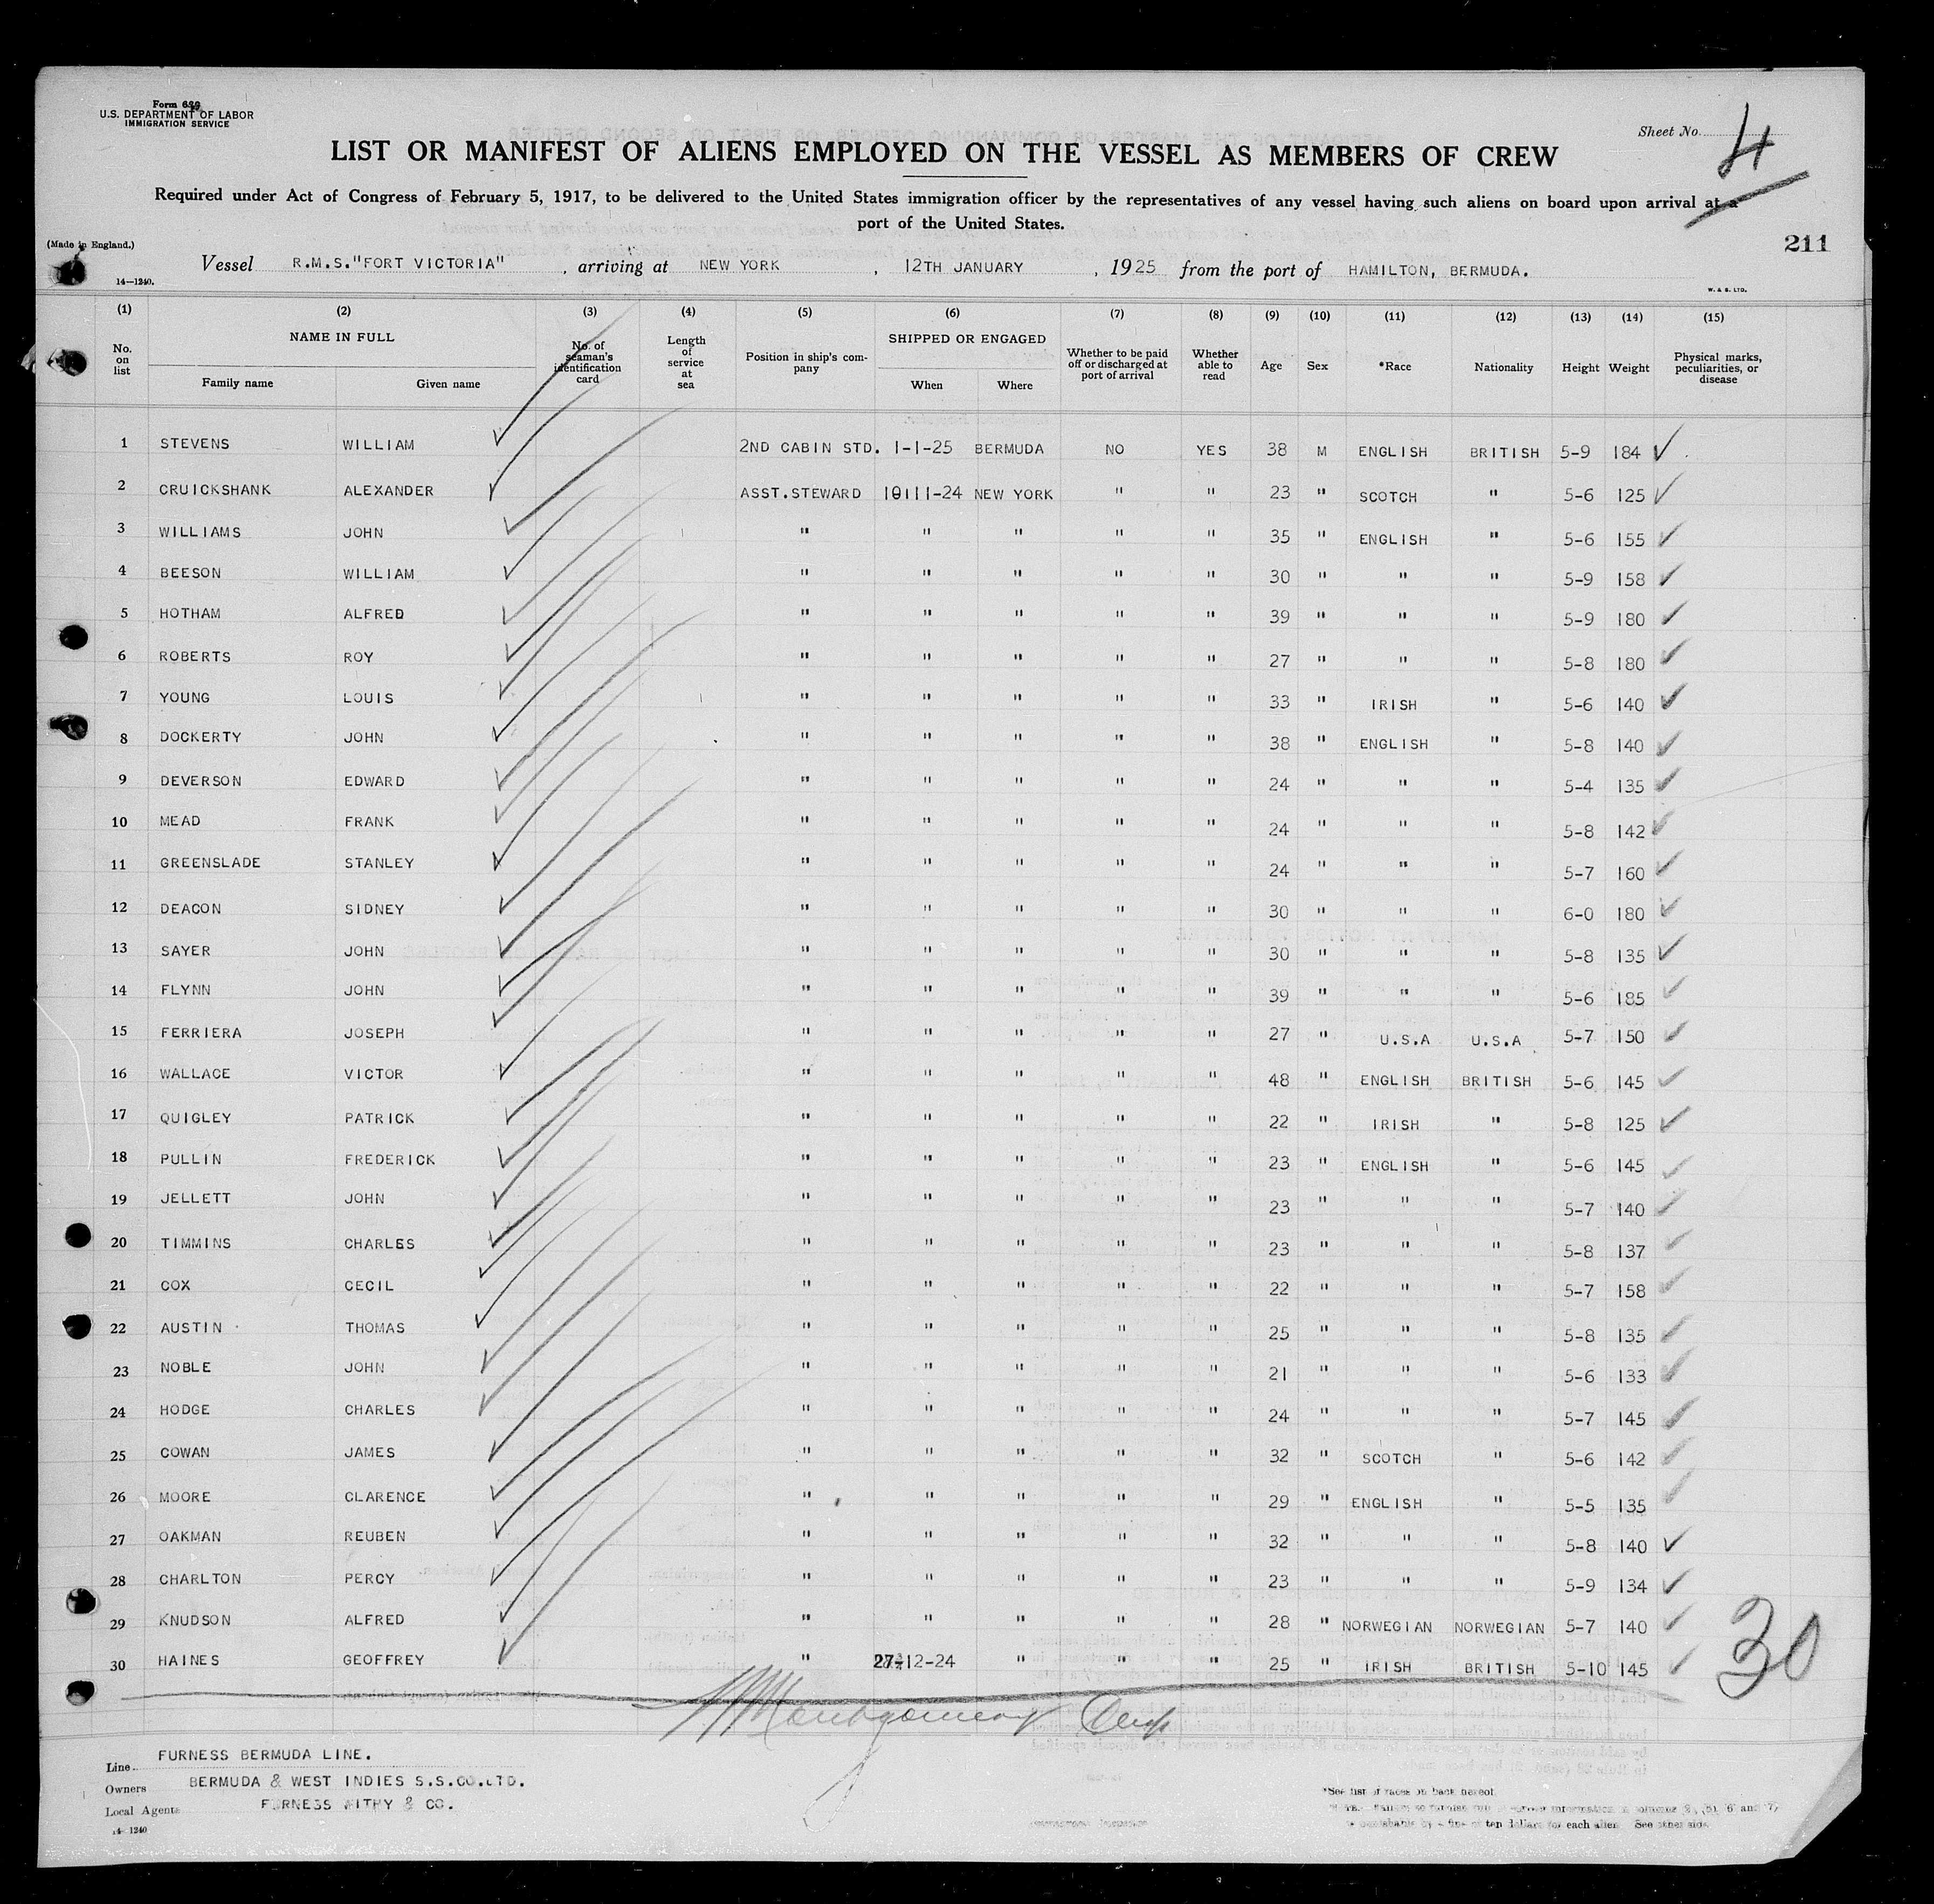 Form 689
U.S. DEPARTMENT OF LABOR
IMMIGRATION SERVICE
Sheet No. 4
LIST OR MANIFEST OF ALIENS EMPLOYED ON THE VESSEL AS MEMBERS OF CREW
Required under Act of Congress of February 5, 1917, to be delivered to the United States immigration officer by the representatives of any vessel having such aliens on board upon arrival at a
port of the United States.
(Made in England.)
211
Vessel R.M.S."FORT VICTORIA" , arriving at NEW YORK , 12TH JANUARY , 1925 from the port of HAMILTON, BERMUDA.
14—1240.
W. & S. LTD.
(1) (2) (3) (4) (5) (6) (7) (8) (9) (10) (11) (12) (13) (14) (15)
No. on list NAME IN FULL Family name Given name No. of seaman's identification card Length of service at sea Position in ship's company SHIPPED OR ENGAGED When Where Whether to be paid off or discharged at port of arrival Whether able to read Age Sex *Race Nationality Height Weight Physical marks, peculiarities, or disease
1 STEVENS WILLIAM 2ND CABIN STD. 1-1-25 BERMUDA NO YES 38 M ENGLISH BRITISH 5-9 184
2 CRUICKSHANK ALEXANDER ASST.STEWARD 10111-24 NEW YORK " " 23 " SCOTCH " 5-6 125
3 WILLIAMS JOHN " " " " " 35 " ENGLISH " 5-6 155
4 BEESON WILLIAM " " " " " 30 " " " 5-9 158
5 HOTHAM ALFRED " " " " " 39 " " " 5-9 180
6 ROBERTS ROY " " " " " 27 " " " 5-8 180
7 YOUNG LOUIS " " " " " 33 " IRISH " 5-6 140
8 DOCKERTY JOHN " " " " " 38 " ENGLISH " 5-8 140
9 DEVERSON EDWARD " " " " " 24 " " " 5-4 135
10 MEAD FRANK " " " " " 24 " " " 5-8 142
11 GREENSLADE STANLEY " " " " " 24 " " " 5-7 160
12 DEACON SIDNEY " " " " " 30 " " " 6-0 180
13 SAYER JOHN " " " " " 30 " " " 5-8 135
14 FLYNN JOHN " " " " " 39 " " " 5-6 185
15 FERRIERA JOSEPH " " " " " 27 " U.S.A U.S.A 5-7 150
16 WALLACE VICTOR " " " " " 48 " ENGLISH BRITISH 5-6 145
17 QUIGLEY PATRICK " " " " " 22 " IRISH " 5-8 125
18 PULLIN FREDERICK " " " " " 23 " ENGLISH " 5-6 145
19 JELLETT JOHN " " " " " 23 " " " 5-7 140
20 TIMMINS CHARLES " " " " " 23 " " " 5-8 137
21 COX CECIL " " " " " 22 " " " 5-7 158
22 AUSTIN THOMAS " " " " " 25 " " " 5-8 135
23 NOBLE JOHN " " " " " 21 " " " 5-6 133
24 HODGE CHARLES " " " " " 24 " " " 5-7 145
25 COWAN JAMES " " " " " 32 " SCOTCH " 5-6 142
26 MOORE CLARENCE " " " " " 29 " ENGLISH " 5-5 135
27 OAKMAN REUBEN " " " " " 32 " " " 5-8 140
28 CHARLTON PERCY " " " " " 23 " " " 5-9 134
29 KNUDSON ALFRED " " " " " 28 " NORWEGIAN NORWEGIAN 5-7 140
30 HAINES GEOFFREY " 27-12-24 " " " 25 " IRISH BRITISH 5-10 145
30
Montgomery
Line FURNESS BERMUDA LINE.
Owners BERMUDA & WEST INDIES S.S.CO.LTD.
Local Agents FURNESS WITHY & CO.
14—1240
*See list of races on back hereof.
ten dollars for each alien. See other side.